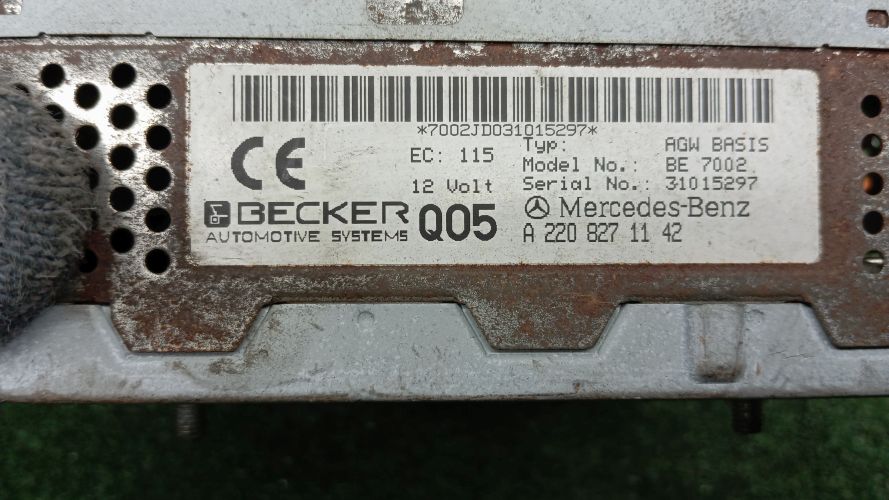 *7002JD031015297*
CE
EC: 115
12 Volt
Typ: AGW BASIS
Model No.: BE 7002
Serial No.: 31015297
BECKER
AUTOMOTIVE SYSTEMS
Q05
Mercedes-Benz
A 220 827 11 42